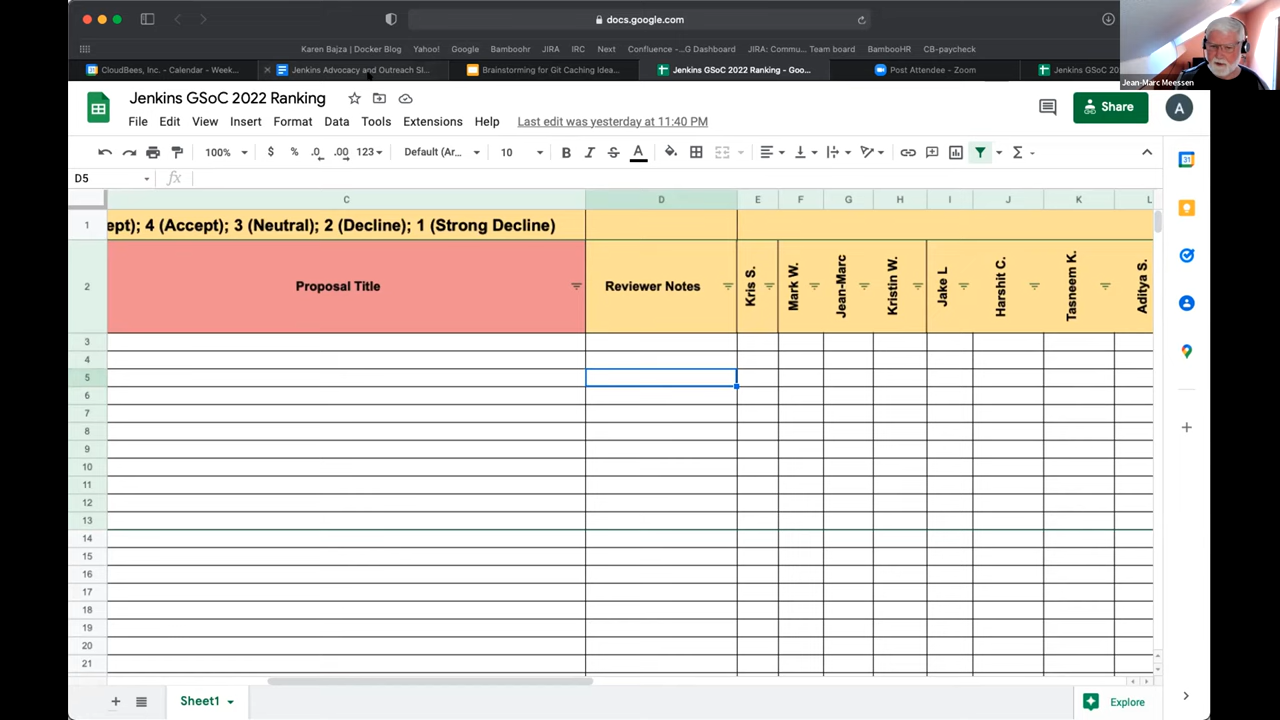 docs.google.com
Karen Bajza | Docker Blog Yahoo! Google Bamboohr JIRA IRC Next Confluence -...G Dashboard JIRA: Commu... Team board BambooHR CB-paycheck
CloudBees, Inc. - Calendar - Week... Jenkins Advocacy and Outreach SI... Brainstorming for Git Caching Idea... Jenkins GSoC 2022 Ranking - Goo... Post Attendee - Zoom Jenkins GSOC 20
Jean-Marc Meessen
Jenkins GSoC 2022 Ranking
Share
A
File Edit View Insert Format Data Tools Extensions Help Last edit was yesterday at 11:40 PM
100% $ % .0 .00 123 Default (Ar... 10 B I S A
D5 fx
C D E F G H I J K L
1 ept); 4 (Accept); 3 (Neutral); 2 (Decline); 1 (Strong Decline)
2 Proposal Title Reviewer Notes Kris S. Mark W. Jean-Marc Kristin W. Jake L Harshit C. Tasneem K. Aditya S.
3
4
5
6
7
8
9
10
11
12
13
14
15
16
17
18
19
20
21
Sheet1
Explore